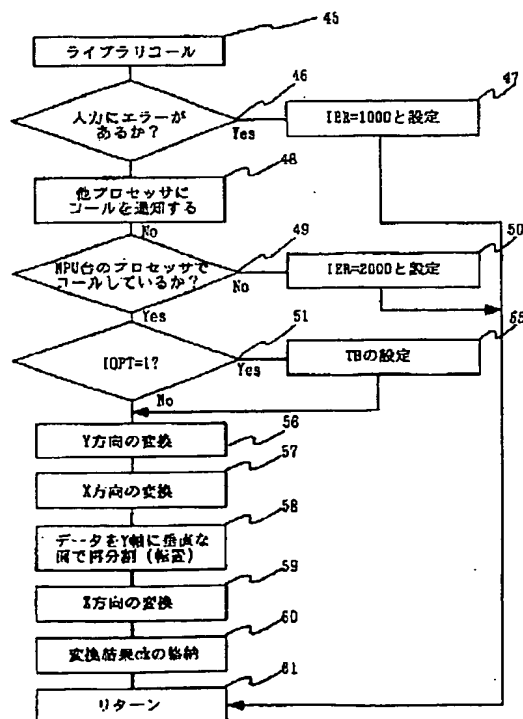 45
ライブラリコール
46
47
入力にエラーが
あるか?
Yes
IER=1000と設定
48
他プロセッサに
コールを通知する
No
49
50
NPU台のプロセッサで
コールしているか?
No
IER=2000と設定
Yes
51
55
IOPT=1?
Yes
TBの設定
No
56
Y方向の変換
57
X方向の変換
58
データをY軸に垂直な
面で再分割(転置)
59
Z方向の変換
60
変換結果ckの格納
61
リターン